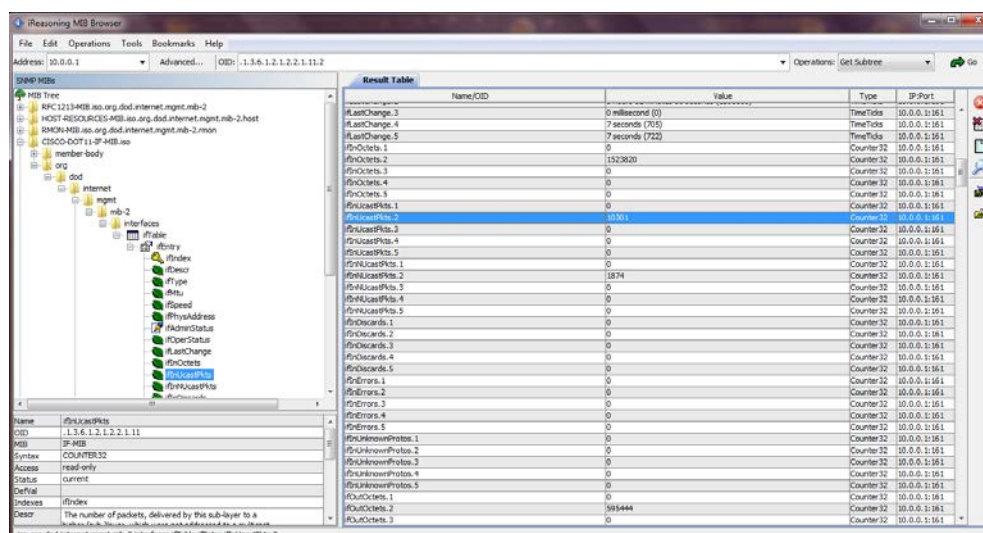 iReasoning MIB Browser
File Edit Operations Tools Bookmarks Help
Address: 10.0.0.1 Advanced... OID: .1.3.6.1.2.1.2.2.1.11.2 Operations: Get Subtree Go
SNMP MIBs
MIB Tree
RFC1213-MIB.iso.org.dod.internet.mgmt.mib-2
HOST-RESOURCES-MIB.iso.org.dod.internet.mgmt.mib-2.host
RMON-MIB.iso.org.dod.internet.mgmt.mib-2.rmon
CISCO-DOT11-IF-MIB.iso
member-body
org
dod
internet
mgmt
mib-2
interfaces
ifTable
ifEntry
ifIndex
ifDescr
ifType
ifMtu
ifSpeed
ifPhysAddress
ifAdminStatus
ifOperStatus
ifLastChange
ifInOctets
ifInUcastPkts
ifInNUcastPkts
Name ifInUcastPkts
OID .1.3.6.1.2.1.2.2.1.11
MIB IF-MIB
Syntax COUNTER32
Access read-only
Status current
DefVal
Indexes ifIndex
Descr The number of packets, delivered by this sub-layer to a
Result Table
Name/OID Value Type IP:Port
ifLastChange.3 0 millisecond (0) TimeTicks 10.0.0.1:161
ifLastChange.4 7 seconds (705) TimeTicks 10.0.0.1:161
ifLastChange.5 7 seconds (722) TimeTicks 10.0.0.1:161
ifInOctets.1 0 Counter32 10.0.0.1:161
ifInOctets.2 1523820 Counter32 10.0.0.1:161
ifInOctets.3 0 Counter32 10.0.0.1:161
ifInOctets.4 0 Counter32 10.0.0.1:161
ifInOctets.5 0 Counter32 10.0.0.1:161
ifInUcastPkts.1 0 Counter32 10.0.0.1:161
ifInUcastPkts.2 10301 Counter32 10.0.0.1:161
ifInUcastPkts.3 0 Counter32 10.0.0.1:161
ifInUcastPkts.4 0 Counter32 10.0.0.1:161
ifInUcastPkts.5 0 Counter32 10.0.0.1:161
ifInNUcastPkts.1 0 Counter32 10.0.0.1:161
ifInNUcastPkts.2 1874 Counter32 10.0.0.1:161
ifInNUcastPkts.3 0 Counter32 10.0.0.1:161
ifInNUcastPkts.4 0 Counter32 10.0.0.1:161
ifInNUcastPkts.5 0 Counter32 10.0.0.1:161
ifInDiscards.1 0 Counter32 10.0.0.1:161
ifInDiscards.2 0 Counter32 10.0.0.1:161
ifInDiscards.3 0 Counter32 10.0.0.1:161
ifInDiscards.4 0 Counter32 10.0.0.1:161
ifInDiscards.5 0 Counter32 10.0.0.1:161
ifInErrors.1 0 Counter32 10.0.0.1:161
ifInErrors.2 0 Counter32 10.0.0.1:161
ifInErrors.3 0 Counter32 10.0.0.1:161
ifInErrors.4 0 Counter32 10.0.0.1:161
ifInErrors.5 0 Counter32 10.0.0.1:161
ifInUnknownProtos.1 0 Counter32 10.0.0.1:161
ifInUnknownProtos.2 0 Counter32 10.0.0.1:161
ifInUnknownProtos.3 0 Counter32 10.0.0.1:161
ifInUnknownProtos.4 0 Counter32 10.0.0.1:161
ifInUnknownProtos.5 0 Counter32 10.0.0.1:161
ifOutOctets.1 0 Counter32 10.0.0.1:161
ifOutOctets.2 595444 Counter32 10.0.0.1:161
ifOutOctets.3 0 Counter32 10.0.0.1:161